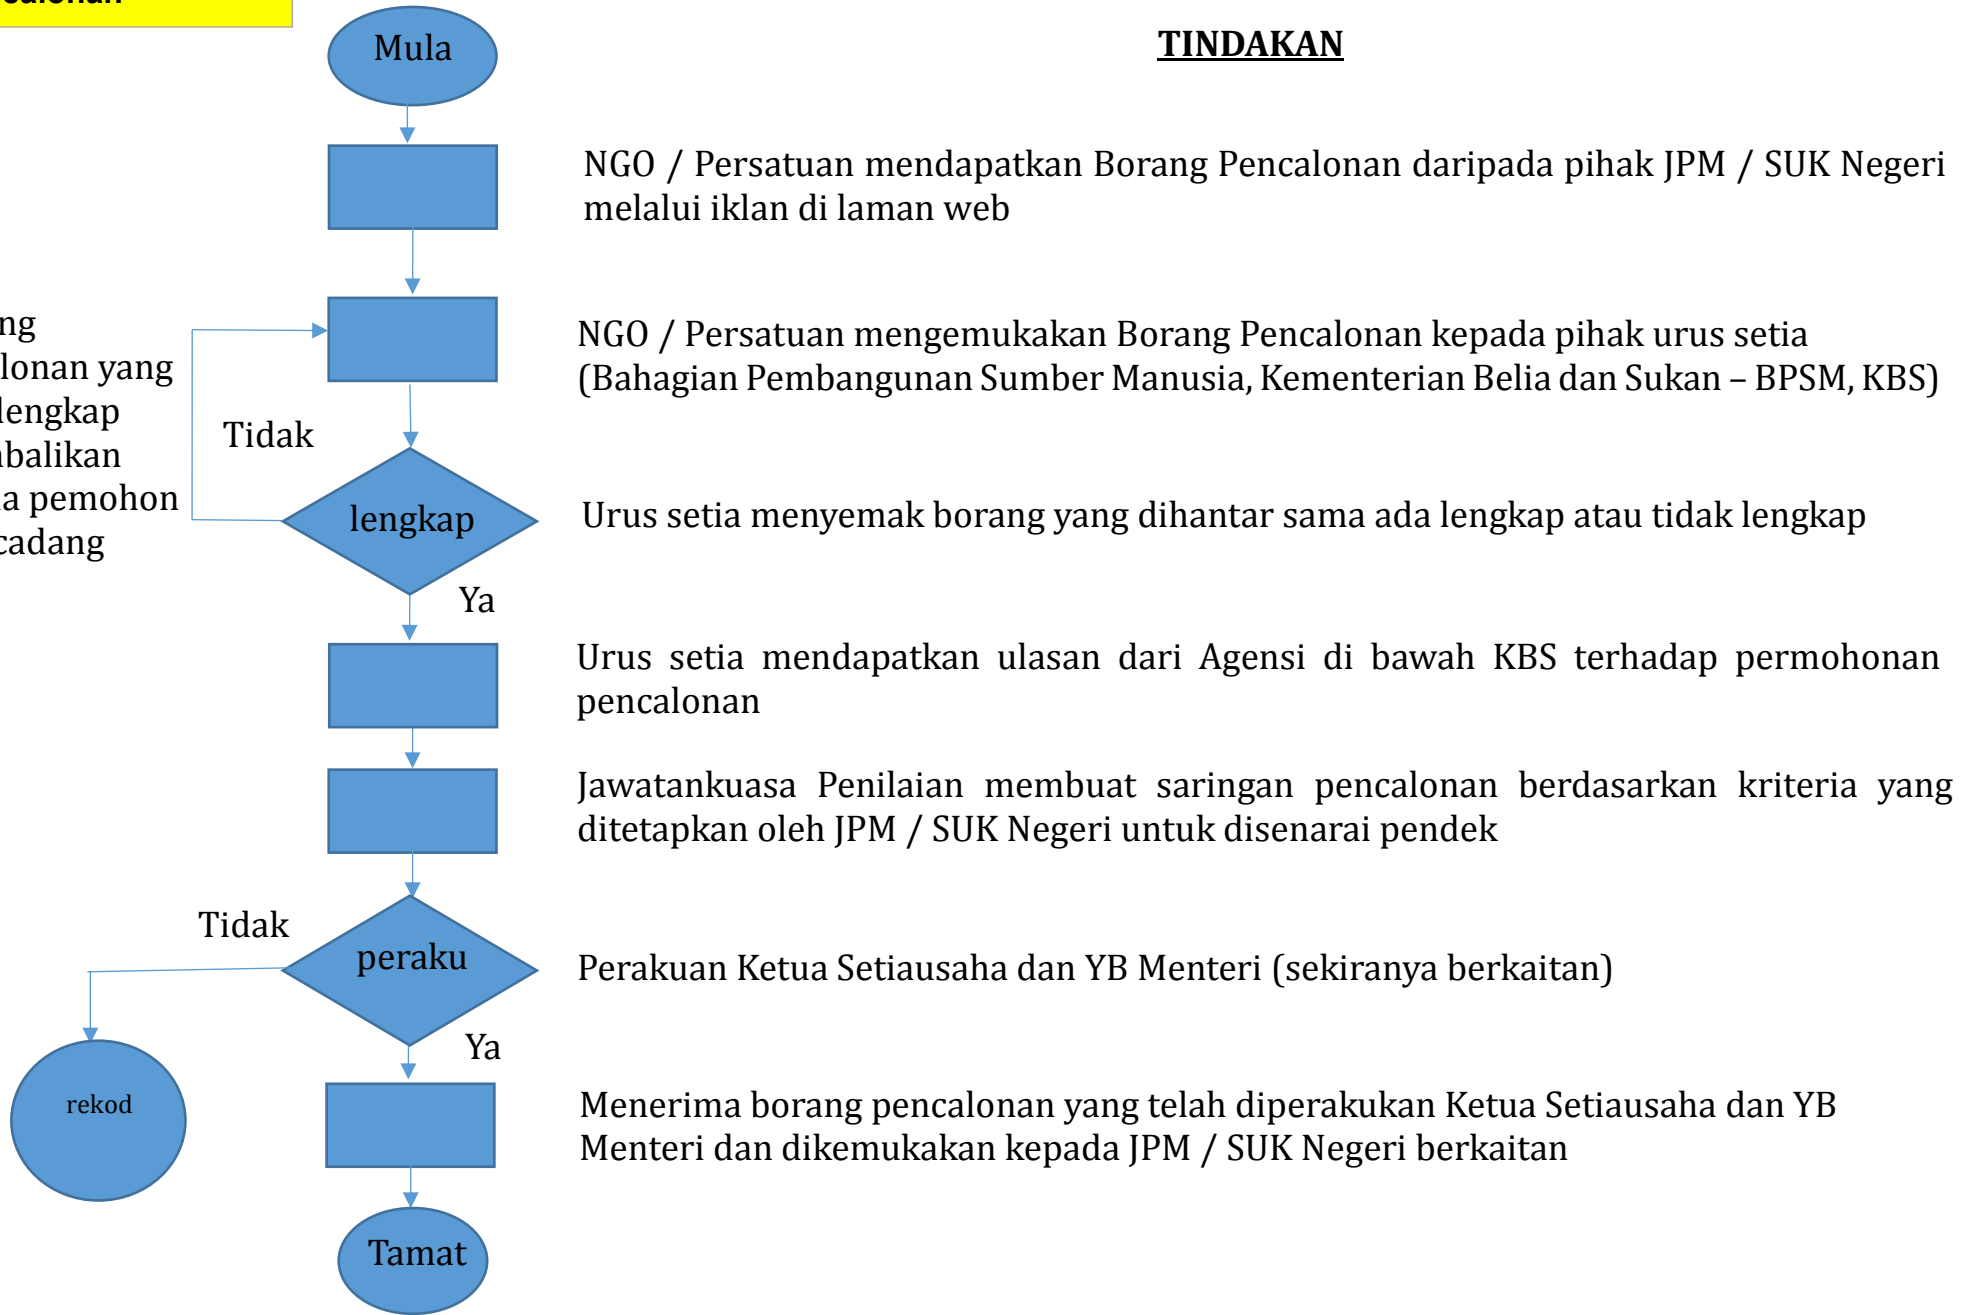 Mula
TINDAKAN
NGO / Persatuan mendapatkan Borang Pencalonan daripada pihak JPM / SUK Negeri
melalui iklan di laman web
NGO / Persatuan mengemukakan Borang Pencalonan kepada pihak urus setia
(Bahagian Pembangunan Sumber Manusia, Kementerian Belia dan Sukan – BPSM, KBS)
yang
lengkap
pemohon
Tidak
lengkap
Urus setia menyemak borang yang dihantar sama ada lengkap atau tidak lengkap
Ya
Urus setia mendapatkan ulasan dari Agensi di bawah KBS terhadap permohonan
pencalonan
Jawatankuasa Penilaian membuat saringan pencalonan berdasarkan kriteria yang
ditetapkan oleh JPM / SUK Negeri untuk disenarai pendek
Tidak
peraku
Perakuan Ketua Setiausaha dan YB Menteri (sekiranya berkaitan)
Ya
rekod
Menerima borang pencalonan yang telah diperakukan Ketua Setiausaha dan YB
Menteri dan dikemukakan kepada JPM / SUK Negeri berkaitan
Tamat